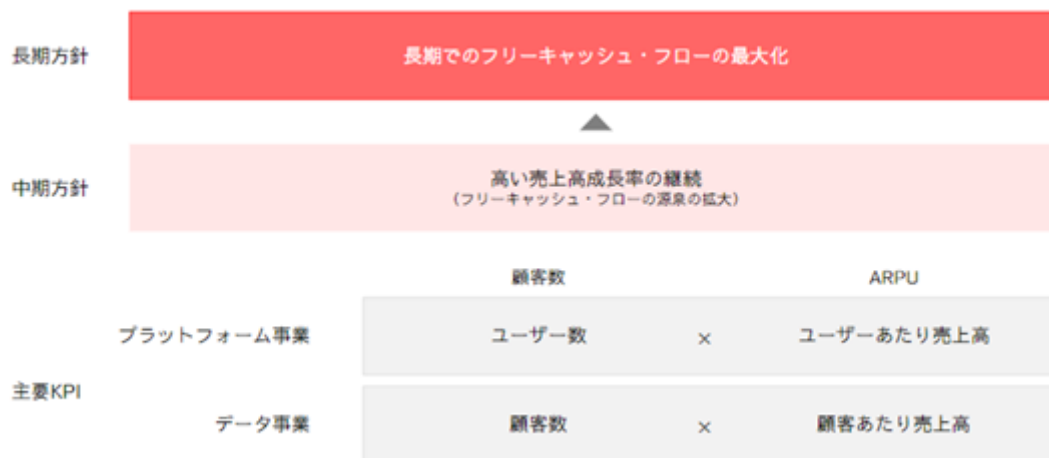 長期方針
長期でのフリーキャッシュ・フローの最大化
中期方針
高い売上高成長率の継続
(フリーキャッシュ・フローの源泉の拡大)
顧客数
ARPU
プラットフォーム事業
ユーザー数
×
ユーザーあたり売上高
主要KPI
データ事業
顧客数
×
顧客あたり売上高